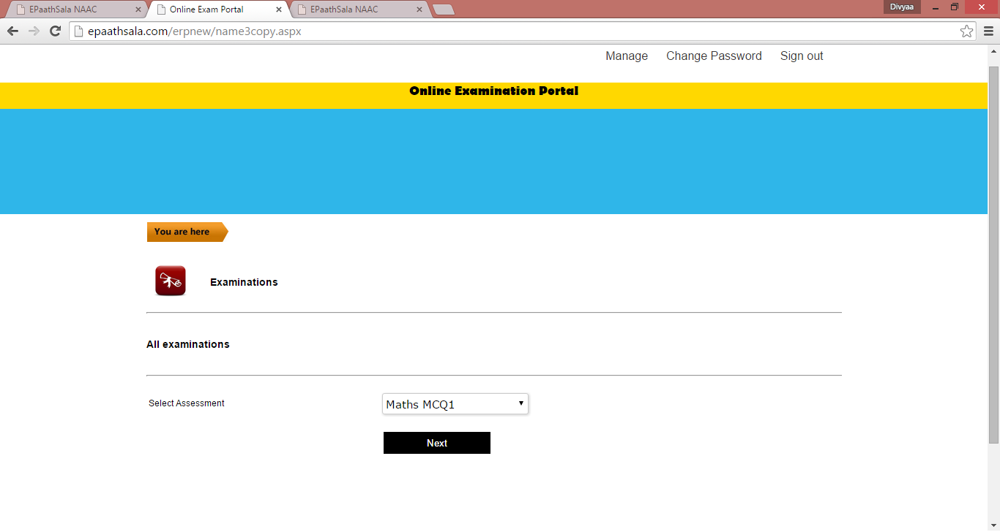 EPaathSala NAAC
Online Exam Portal
EPaathSala NAAC
Divyaa
epaathsala.com/erpnew/name3copy.aspx
Manage Change Password Sign out
Online Examination Portal
You are here
Examinations
All examinations
Select Assessment
Maths MCQ1
Next